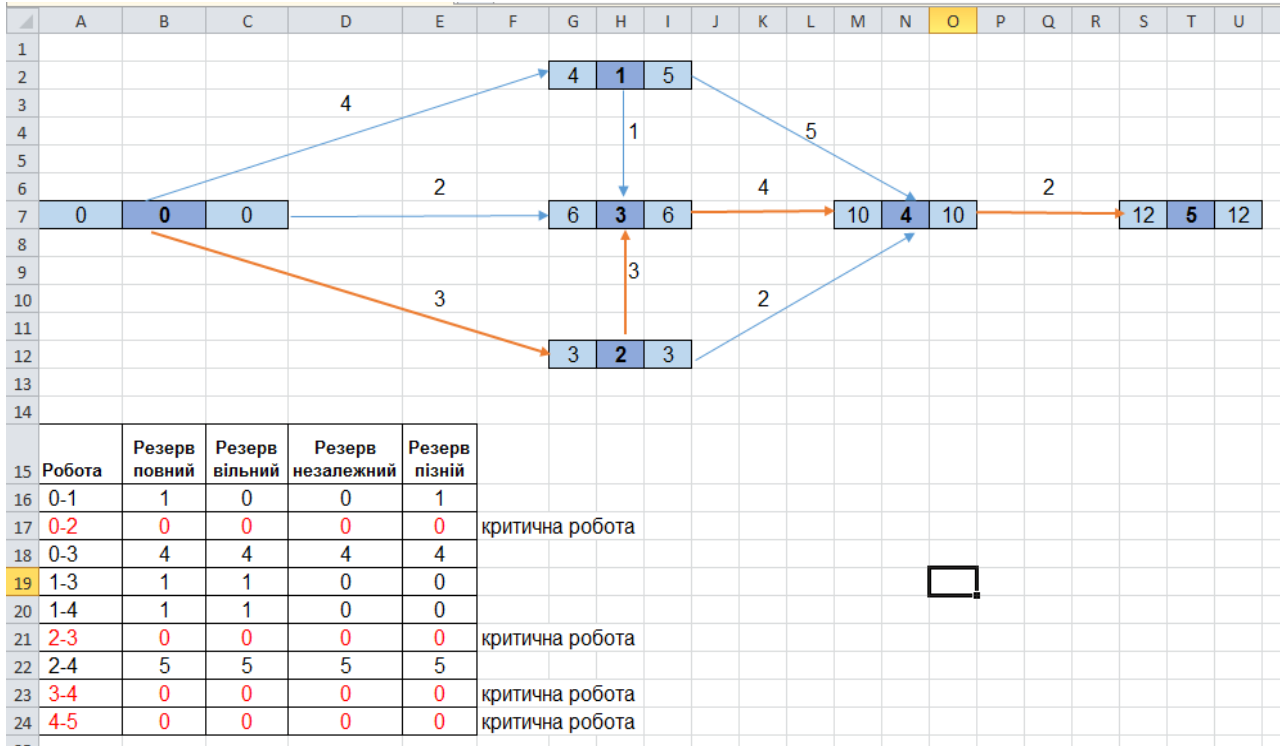 A B C D E F G H I J K L M N O P Q R S T U
1
2 4 1 5
3 4
4 1 5
5
6 2 4 2
7 0 0 0 6 3 6 10 4 10 12 5 12
8
9 3
10 3 2
11
12 3 2 3
13
14
15 Робота Резерв повний Резерв вільний Резерв незалежний Резерв пізній
16 0-1 1 0 0 1
17 0-2 0 0 0 0 критична робота
18 0-3 4 4 4 4
19 1-3 1 1 0 0
20 1-4 1 1 0 0
21 2-3 0 0 0 0 критична робота
22 2-4 5 5 5 5
23 3-4 0 0 0 0 критична робота
24 4-5 0 0 0 0 критична робота